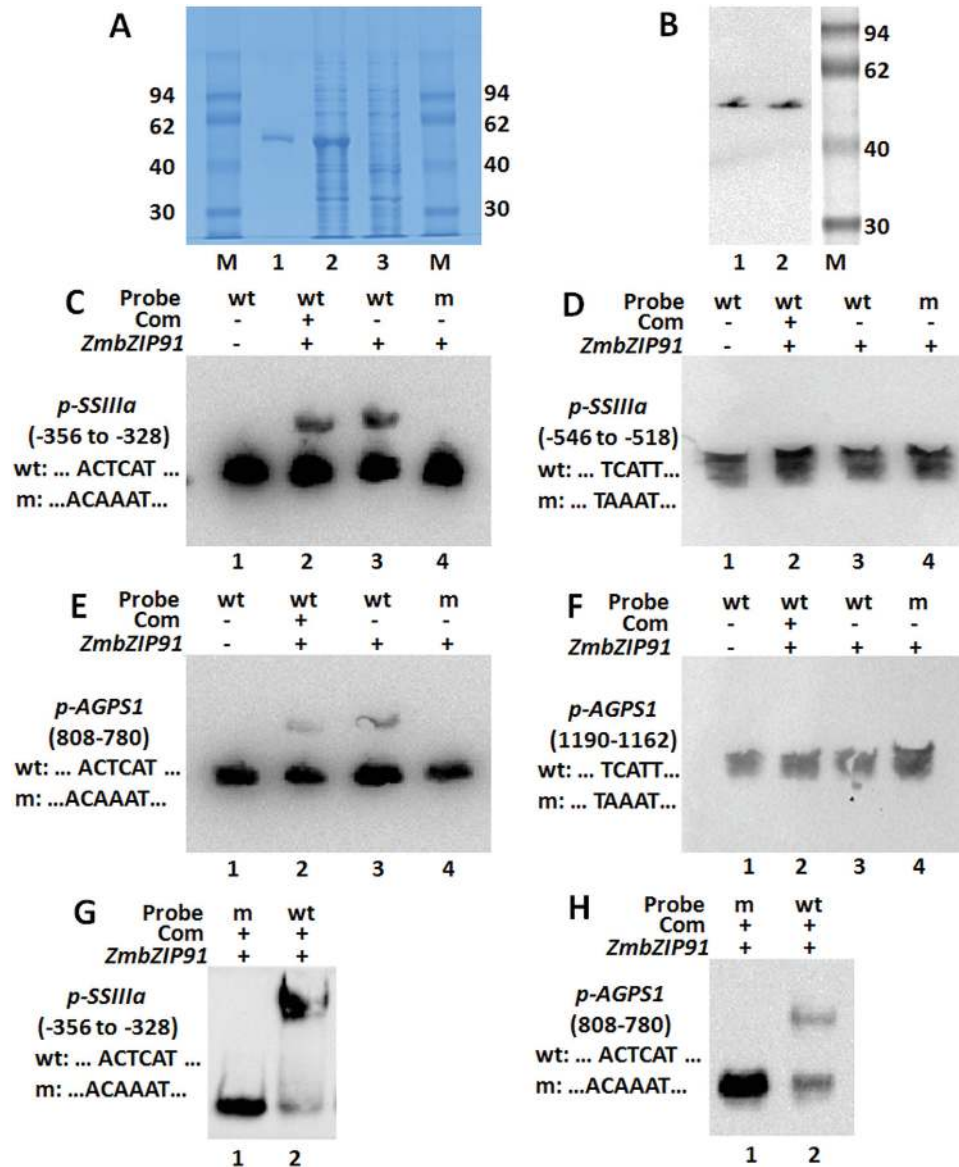 A
94
62
40
30
94
62
40
30
M 1 2 3 M
B
94
62
40
30
1 2 M
C
Probe wt wt wt m
Com - + - -
ZmbZIP91 - + + +
p-SSIIIa
(-356 to -328)
wt: ... ACTCAT ...
m: ...ACAAAT...
1 2 3 4
D
Probe wt wt wt m
Com - + - -
ZmbZIP91 - + + +
p-SSIIIa
(-546 to -518)
wt: ... TCATT...
m: ... TAAAT...
1 2 3 4
E
Probe wt wt wt m
Com - + - -
ZmbZIP91 - + + +
p-AGPS1
(808-780)
wt: ... ACTCAT ...
m: ...ACAAAT...
1 2 3 4
F
Probe wt wt wt m
Com - + - -
ZmbZIP91 - + + +
p-AGPS1
(1190-1162)
wt: ... TCATT...
m: ... TAAAT...
1 2 3 4
G
Probe m wt
Com + +
ZmbZIP91 + +
p-SSIIIa
(-356 to -328)
wt: ... ACTCAT ...
m: ...ACAAAT...
1 2
H
Probe m wt
Com + +
ZmbZIP91 + +
p-AGPS1
(808-780)
wt: ... ACTCAT ...
m: ...ACAAAT...
1 2